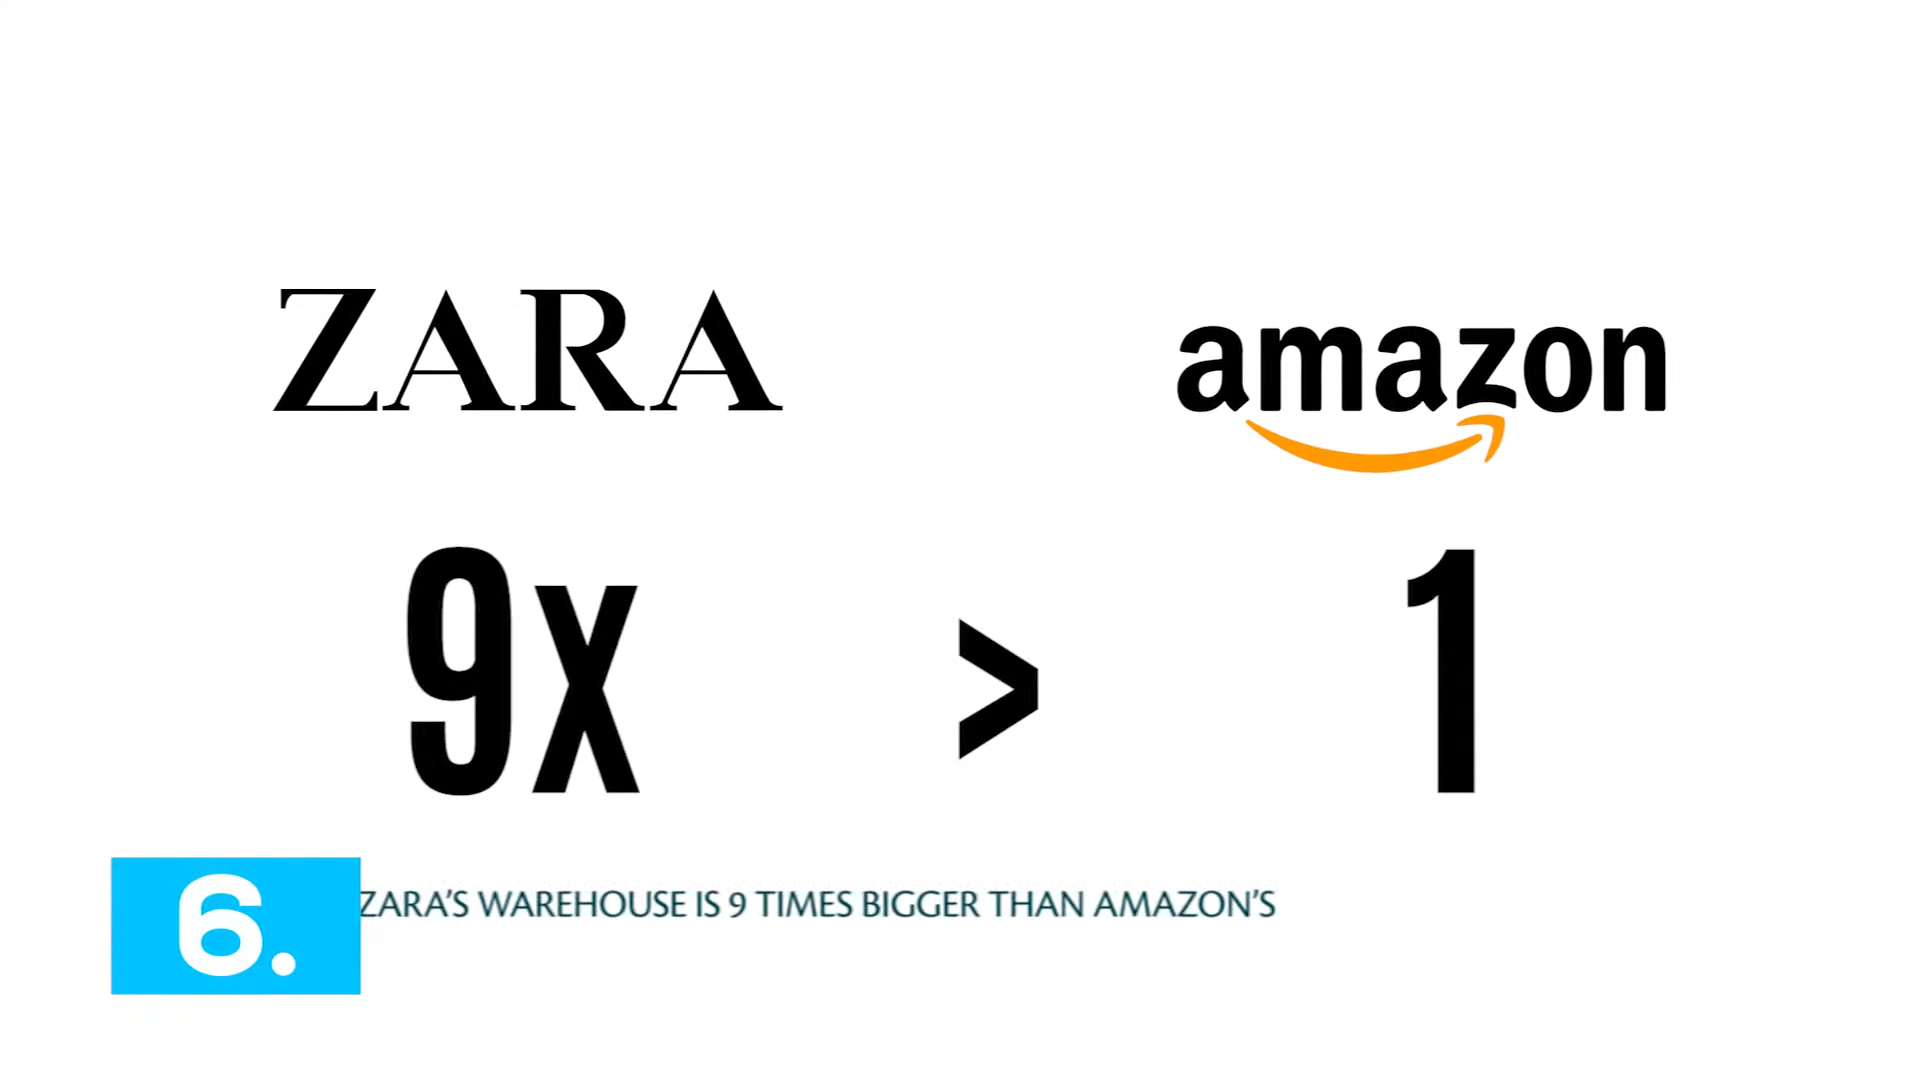 ZARA
amazon
9x > 1
6.
ZARA'S WAREHOUSE IS 9 TIMES BIGGER THAN AMAZON'S